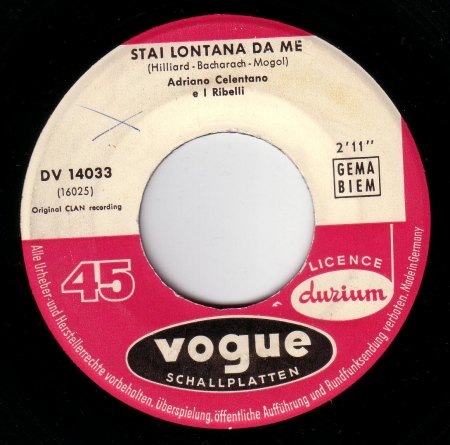 STAI LONTANA DA ME
(Hilliard - Bacharach - Mogol)
Adriano Celentano
e I Ribelli
DV 14033
(16025)
Original CLAN recording
2'11''
GEMA
BIEM
45
LICENCE
durium
vogue
SCHALLPLATTEN
Alle Urheber- und Herstellerrechte vorbehalten. Überspielung, öffentliche Aufführung und Rundfunksendung verboten. Made in Germany